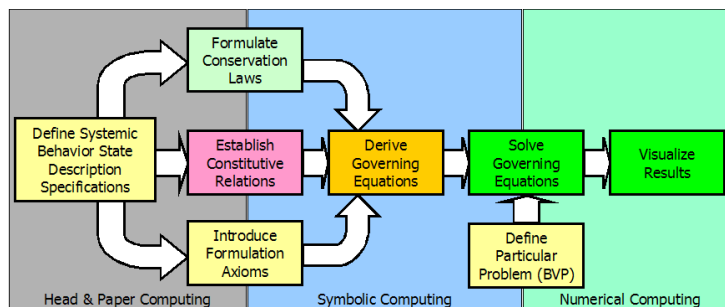 Formulate
Conservation
Laws
Define Systemic
Behavior State
Description
Specifications
Establish
Constitutive
Relations
Derive
Governing
Equations
Solve
Governing
Equations
Visualize
Results
Introduce
Formulation
Axioms
Define
Particular
Problem (BVP)
Head & Paper Computing
Symbolic Computing
Numerical Computing